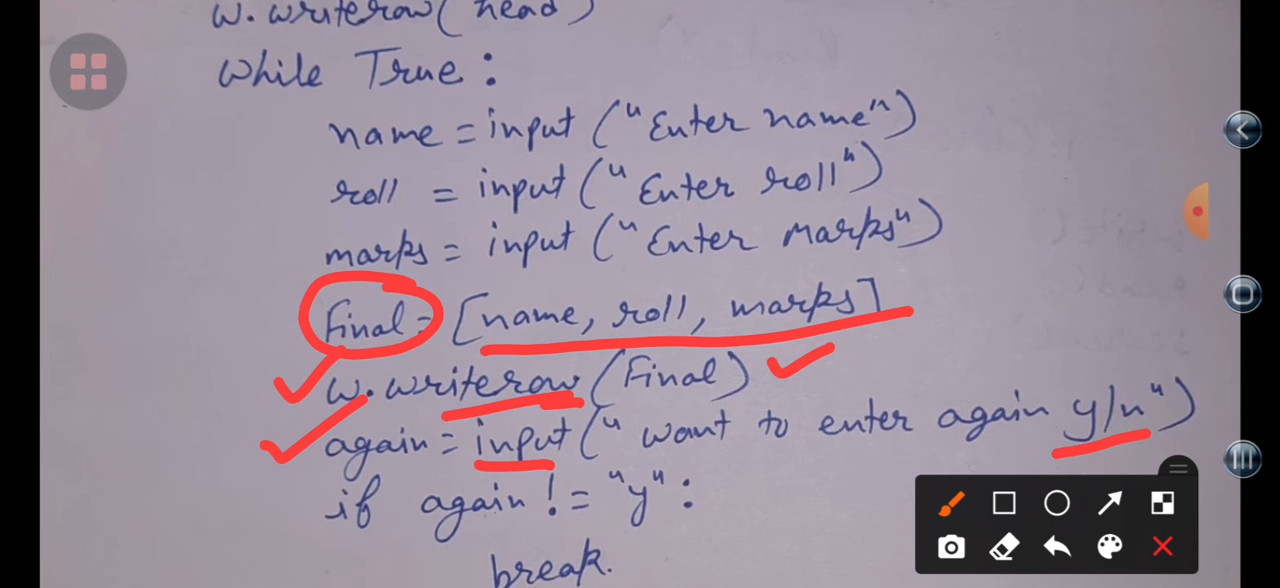 w.writerow(head)
While True:
name = input("Enter name")
roll = input("Enter roll")
marks = input("Enter marks")
Final = [name, roll, marks]
w.writerow(Final)
again = input("want to enter again y/n")
if again != "y":
break.